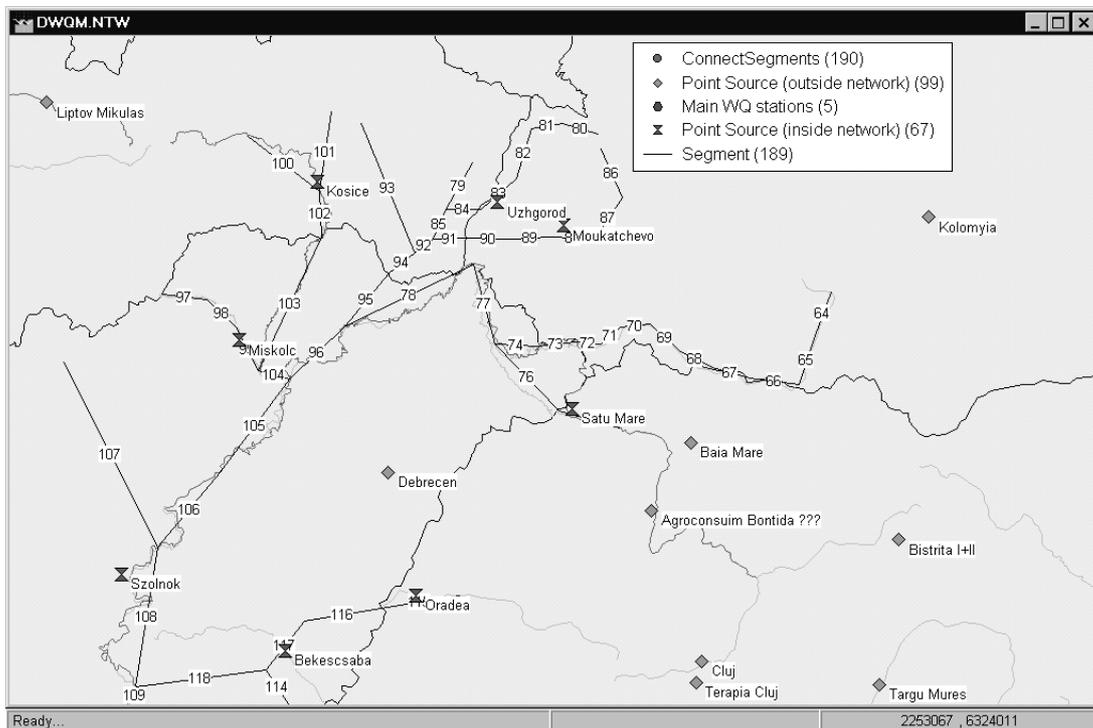 DWQM.NTW
ConnectSegments (190)
Point Source (outside network) (99)
Main WQ stations (5)
Point Source (inside network) (67)
Segment (189)
Liptov Mikulas
81
80
101
82
100
79
86
93
Kosice
83
84
Uzhgorod
87
102
85
Kolomyia
Moukatchevo
92
91
90
89
94
97
103
95
78
77
98
64
70
71
69
74
73
72
Miskolc
96
68
65
104
76
67
66
Satu Mare
105
107
Baia Mare
Debrecen
106
Agroconsuim Bontida ???
Bistrita I+II
Szolnok
108
116
Oradea
117
Bekescsaba
118
114
109
Cluj
Terapia Cluj
Targu Mures
Ready...
2253067 , 6324011